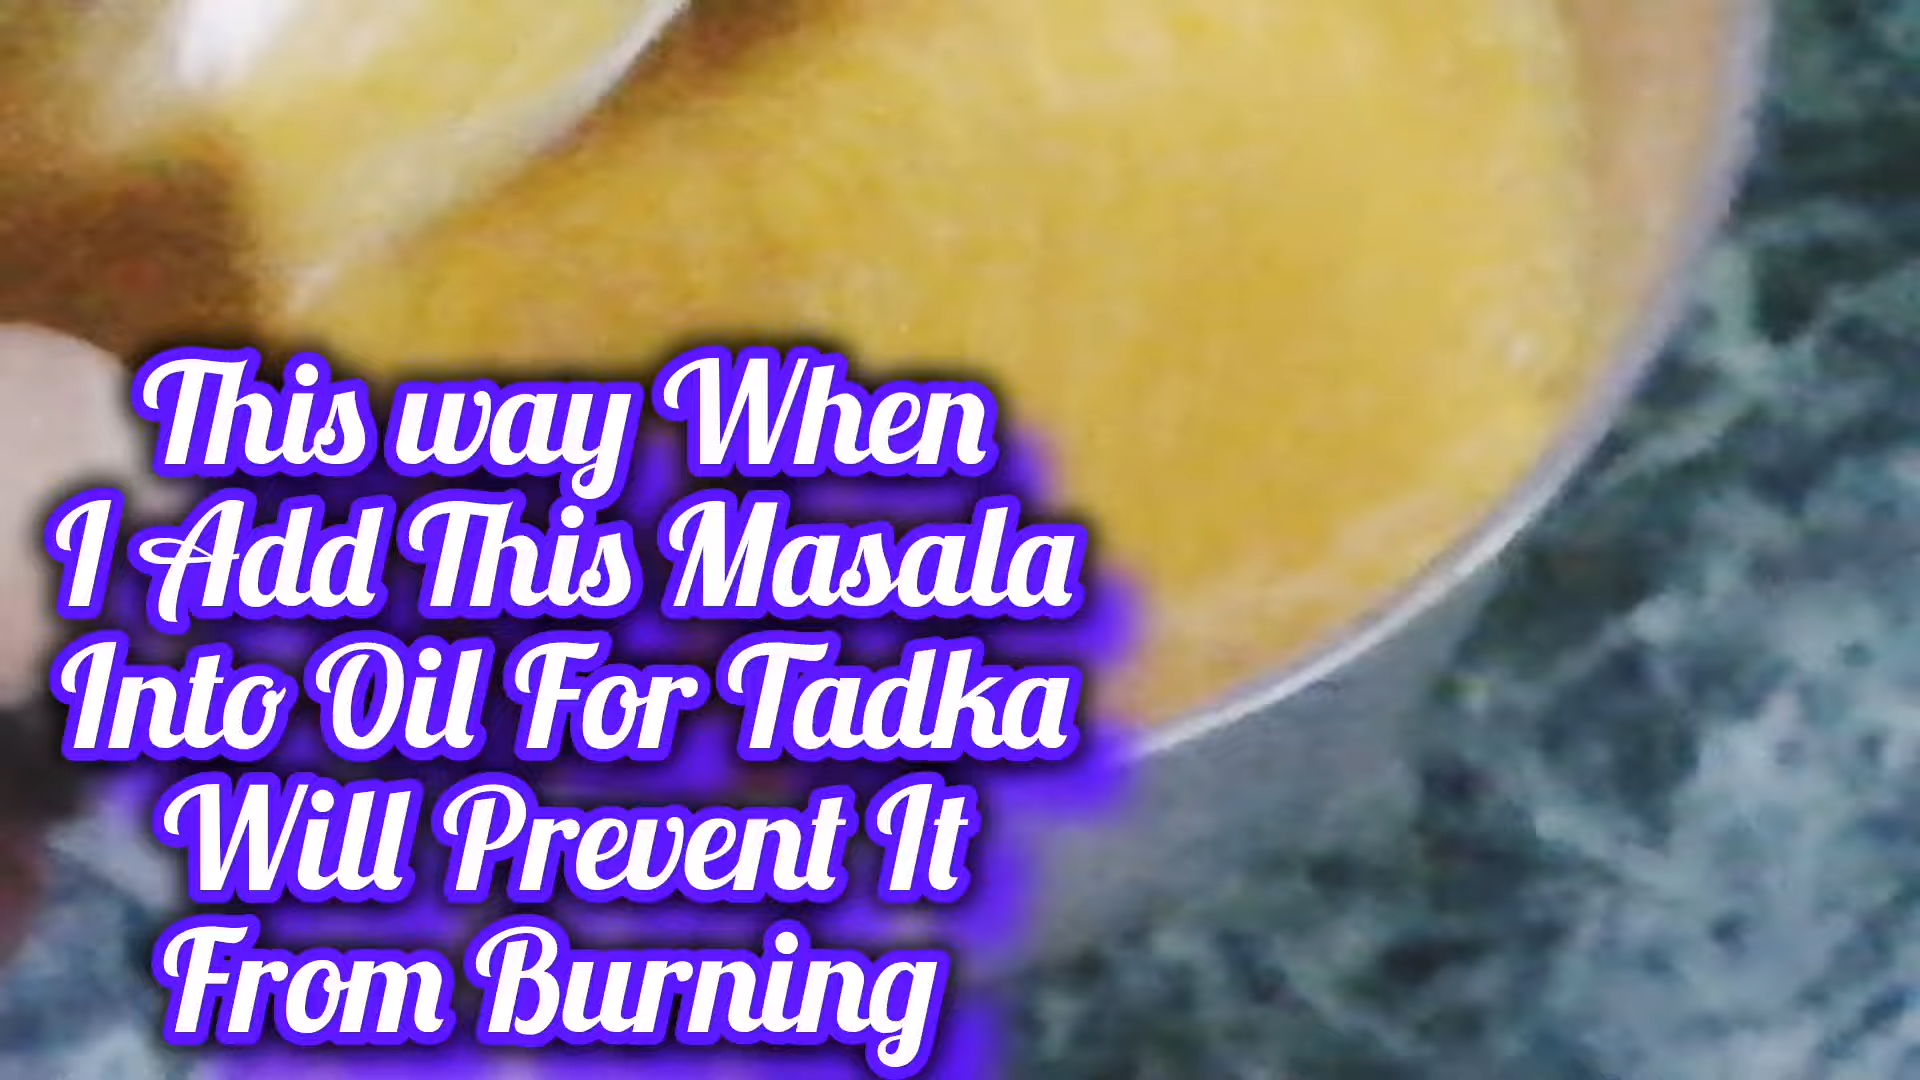 This way When
I Add This Masala
Into Oil For Tadka
Will Prevent It
From Burning